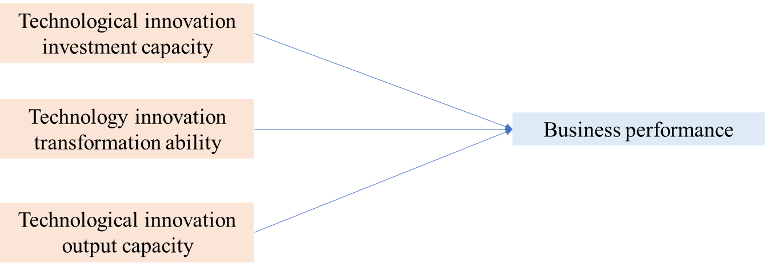 Technological innovation
investment capacity
Technology innovation
transformation ability
Business performance
Technological innovation
output capacity